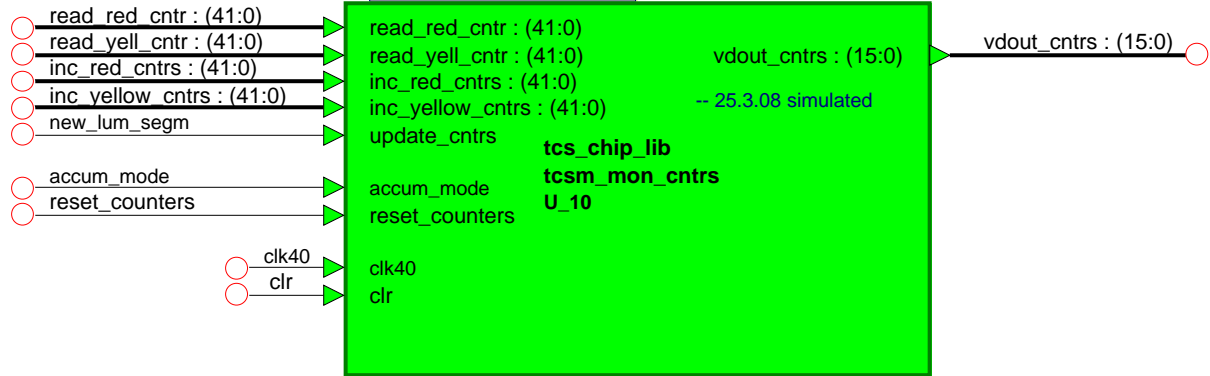 read_red_cntr : (41:0)
read_yell_cntr : (41:0)
inc_red_cntrs : (41:0)
inc_yellow_cntrs : (41:0)
new_lum_segm
accum_mode
reset_counters
clk40
clr
read_red_cntr : (41:0)
read_yell_cntr : (41:0)
inc_red_cntrs : (41:0)
inc_yellow_cntrs : (41:0)
update_cntrs
accum_mode
reset_counters
clk40
clr
vdout_cntrs : (15:0)
-- 25.3.08 simulated
tcs_chip_lib
tcsm_mon_cntrs
U_10
vdout_cntrs : (15:0)